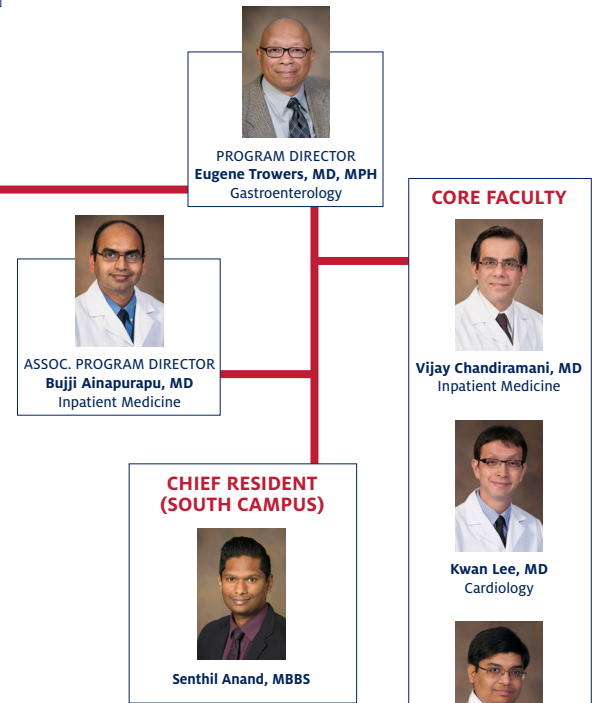 PROGRAM DIRECTOR
Eugene Trowers, MD, MPH
Gastroenterology
ASSOC. PROGRAM DIRECTOR
Bujji Ainapurapu, MD
Inpatient Medicine
CHIEF RESIDENT
(SOUTH CAMPUS)
Senthil Anand, MBBS
CORE FACULTY
Vijay Chandiramani, MD
Inpatient Medicine
Kwan Lee, MD
Cardiology